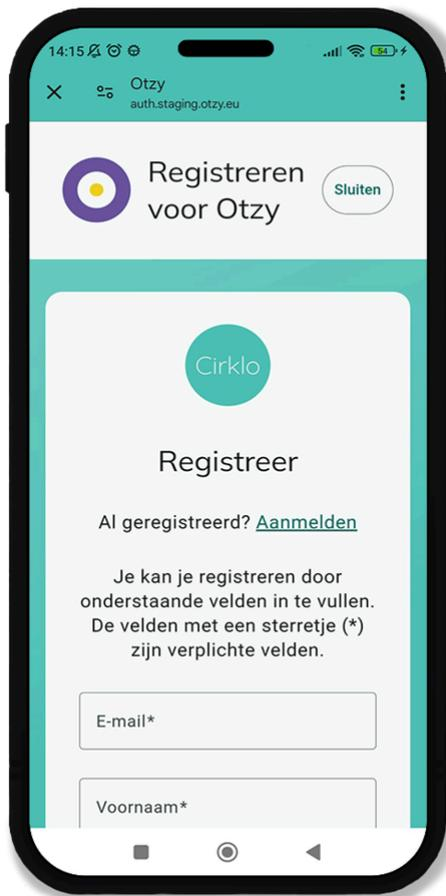 14:15
54
Otzy
auth.staging.otzy.eu
Registreren
voor Otzy
Sluiten
Cirklo
Registreer
Al geregistreerd? Aanmelden
Je kan je registreren door
onderstaande velden in te vullen.
De velden met een sterretje (*)
zijn verplichte velden.
E-mail*
Voornaam*